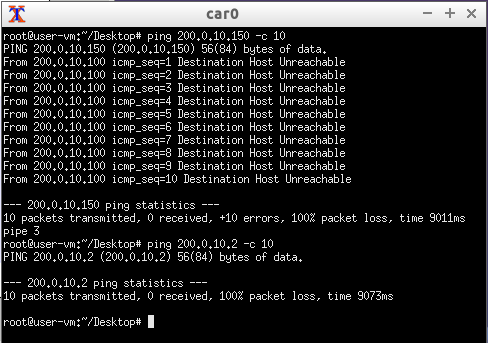 car0
root@user-vm:~/Desktop# ping 200.0.10.150 -c 10
PING 200.0.10.150 (200.0.10.150) 56(84) bytes of data.
From 200.0.10.100 icmp_seq=1 Destination Host Unreachable
From 200.0.10.100 icmp_seq=2 Destination Host Unreachable
From 200.0.10.100 icmp_seq=3 Destination Host Unreachable
From 200.0.10.100 icmp_seq=4 Destination Host Unreachable
From 200.0.10.100 icmp_seq=5 Destination Host Unreachable
From 200.0.10.100 icmp_seq=6 Destination Host Unreachable
From 200.0.10.100 icmp_seq=7 Destination Host Unreachable
From 200.0.10.100 icmp_seq=8 Destination Host Unreachable
From 200.0.10.100 icmp_seq=9 Destination Host Unreachable
From 200.0.10.100 icmp_seq=10 Destination Host Unreachable
--- 200.0.10.150 ping statistics ---
10 packets transmitted, 0 received, +10 errors, 100% packet loss, time 9011ms
pipe 3
root@user-vm:~/Desktop# ping 200.0.10.2 -c 10
PING 200.0.10.2 (200.0.10.2) 56(84) bytes of data.
--- 200.0.10.2 ping statistics ---
10 packets transmitted, 0 received, 100% packet loss, time 9073ms
root@user-vm:~/Desktop#